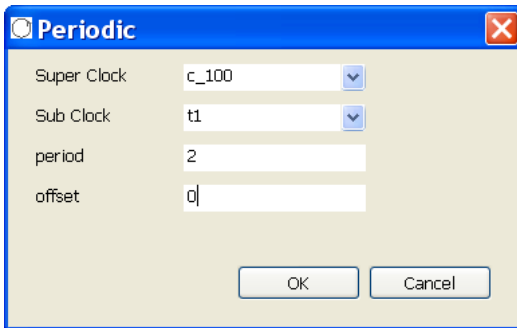 Periodic
Super Clock c_100
Sub Clock t1
period 2
offset 0
OK Cancel